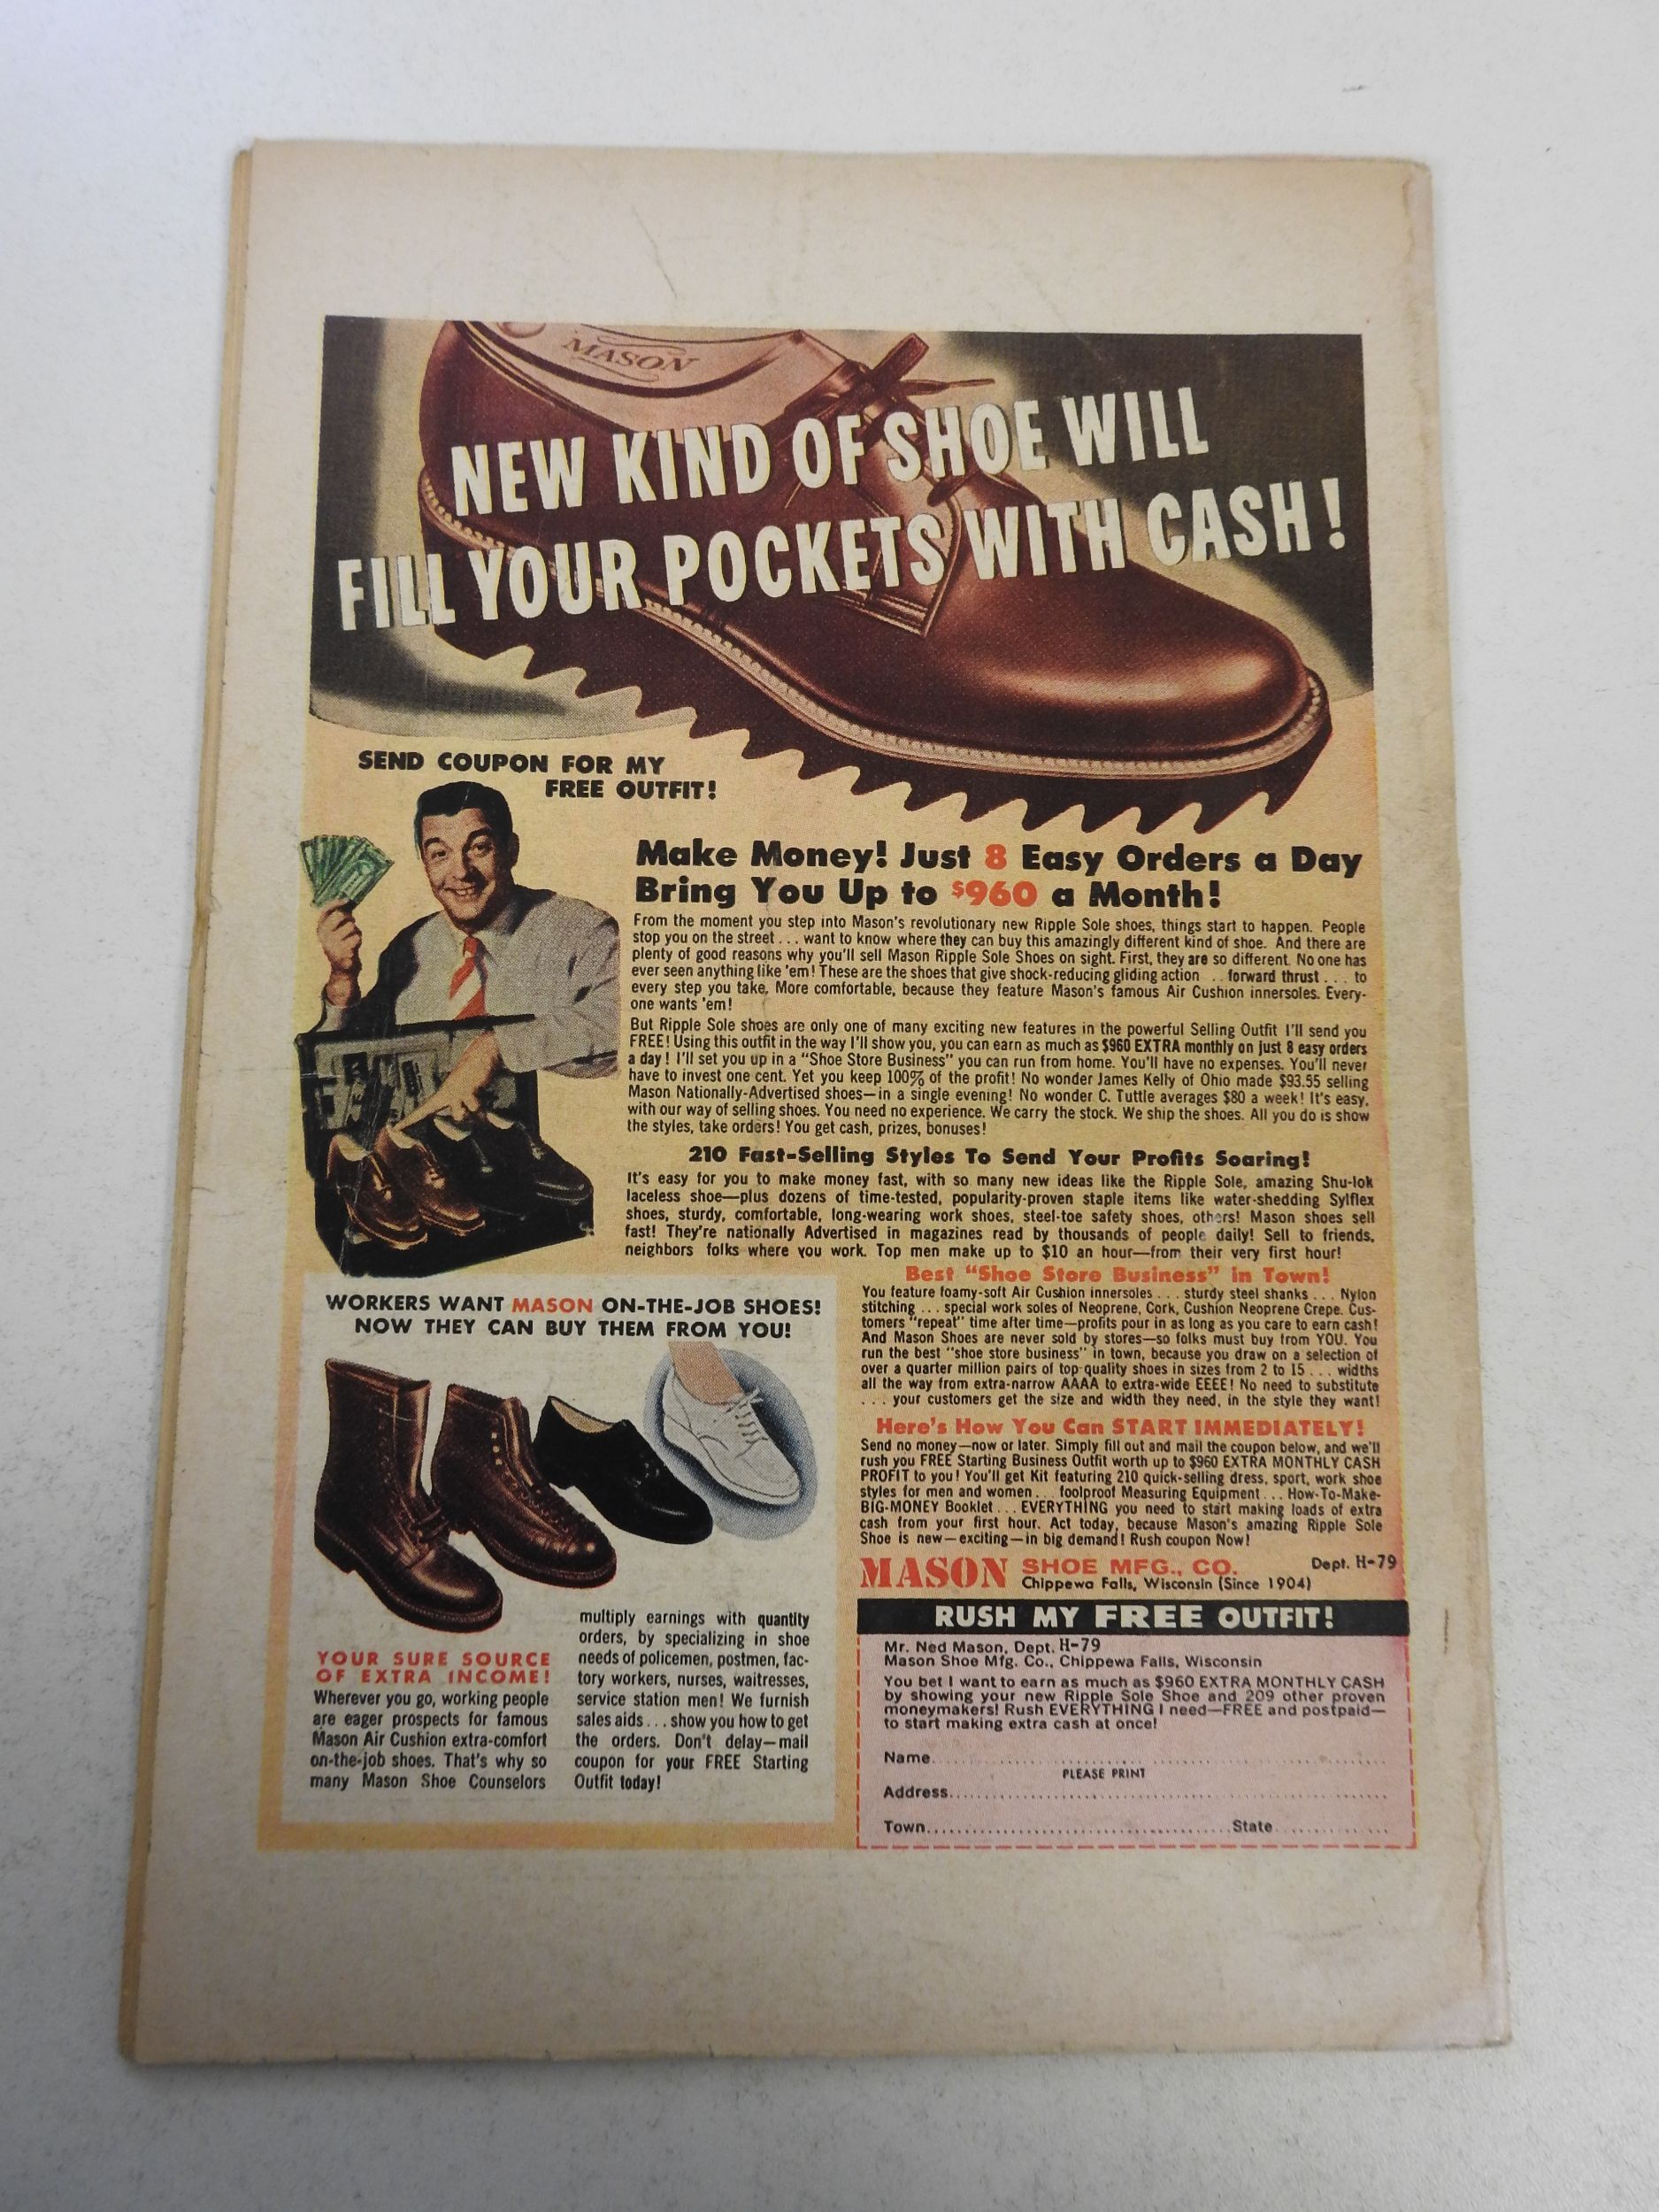 MASON
NEW KIND OF SHOE WILL
FILL YOUR POCKETS WITH CASH!
SEND COUPON FOR MY
FREE OUTFIT!
Make Money! Just 8 Easy Orders a Day
Bring You Up to $960 a Month!
From the moment you step into Mason's revolutionary new Ripple Sole shoes, things start to happen. People
stop you on the street . . . want to know where they can buy this amazingly different kind of shoe. And there are
plenty of good reasons why you'll sell Mason Ripple Sole Shoes on sight. First, they are so different. No one has
ever seen anything like 'em! These are the shoes that give shock-reducing gliding action . . forward thrust . . . to
every step you take. More comfortable, because they feature Mason's famous Air Cushion innersoles. Every-
one wants 'em!
But Ripple Sole shoes are only one of many exciting new features in the powerful Selling Outfit I'll send you
FREE! Using this outfit in the way I'll show you, you can earn as much as $960 EXTRA monthly on just 8 easy orders
a day! I'll set you up in a "Shoe Store Business" you can run from home. You'll have no expenses. You'll never
have to invest one cent. Yet you keep 100% of the profit! No wonder James Kelly of Ohio made $93.55 selling
Mason Nationally-Advertised shoes—in a single evening! No wonder C. Tuttle averages $80 a week! It's easy,
with our way of selling shoes. You need no experience. We carry the stock. We ship the shoes. All you do is show
the styles, take orders! You get cash, prizes, bonuses!
210 Fast-Selling Styles To Send Your Profits Soaring!
It's easy for you to make money fast, with so many new ideas like the Ripple Sole, amazing Shu-lok
laceless shoe—plus dozens of time-tested, popularity-proven staple items like water-shedding Sylflex
shoes, sturdy, comfortable, long-wearing work shoes, steel-toe safety shoes, others! Mason shoes sell
fast! They're nationally Advertised in magazines read by thousands of people daily! Sell to friends,
neighbors folks where you work. Top men make up to $10 an hour—from their very first hour!
Best "Shoe Store Business" in Town!
You feature foamy-soft Air Cushion innersoles . . . sturdy steel shanks . . . Nylon
stitching . . . special work soles of Neoprene, Cork, Cushion Neoprene Crepe. Cus-
tomers "repeat" time after time—profits pour in as long as you care to earn cash!
And Mason Shoes are never sold by stores—so folks must buy from YOU. You
run the best "shoe store business" in town, because you draw on a selection of
over a quarter million pairs of top-quality shoes in sizes from 2 to 15 . . . widths
all the way from extra-narrow AAAA to extra-wide EEEE! No need to substitute
. . . your customers get the size and width they need, in the style they want!
Here's How You Can START IMMEDIATELY!
Send no money—now or later. Simply fill out and mail the coupon below, and we'll
rush you FREE Starting Business Outfit worth up to $960 EXTRA MONTHLY CASH
PROFIT to you! You'll get Kit featuring 210 quick-selling dress, sport, work shoe
styles for men and women . . . foolproof Measuring Equipment . . . How-To-Make-
BIG-MONEY Booklet . . . EVERYTHING you need to start making loads of extra
cash from your first hour. Act today, because Mason's amazing Ripple Sole
Shoe is new—exciting—in big demand! Rush coupon Now!
MASON SHOE MFG., CO. Dept. H-79
Chippewa Falls, Wisconsin (Since 1904)
WORKERS WANT MASON ON-THE-JOB SHOES!
NOW THEY CAN BUY THEM FROM YOU!
YOUR SURE SOURCE
OF EXTRA INCOME!
Wherever you go, working people
are eager prospects for famous
Mason Air Cushion extra-comfort
on-the-job shoes. That's why so
many Mason Shoe Counselors
multiply earnings with quantity
orders, by specializing in shoe
needs of policemen, postmen, fac-
tory workers, nurses, waitresses,
service station men! We furnish
sales aids . . . show you how to get
the orders. Don't delay—mail
coupon for your FREE Starting
Outfit today!
RUSH MY FREE OUTFIT!
Mr. Ned Mason, Dept. H-79
Mason Shoe Mfg. Co., Chippewa Falls, Wisconsin
You bet I want to earn as much as $960 EXTRA MONTHLY CASH
by showing your new Ripple Sole Shoe and 209 other proven
moneymakers! Rush EVERYTHING I need—FREE and postpaid—
to start making extra cash at once!
Name
PLEASE PRINT
Address
Town State